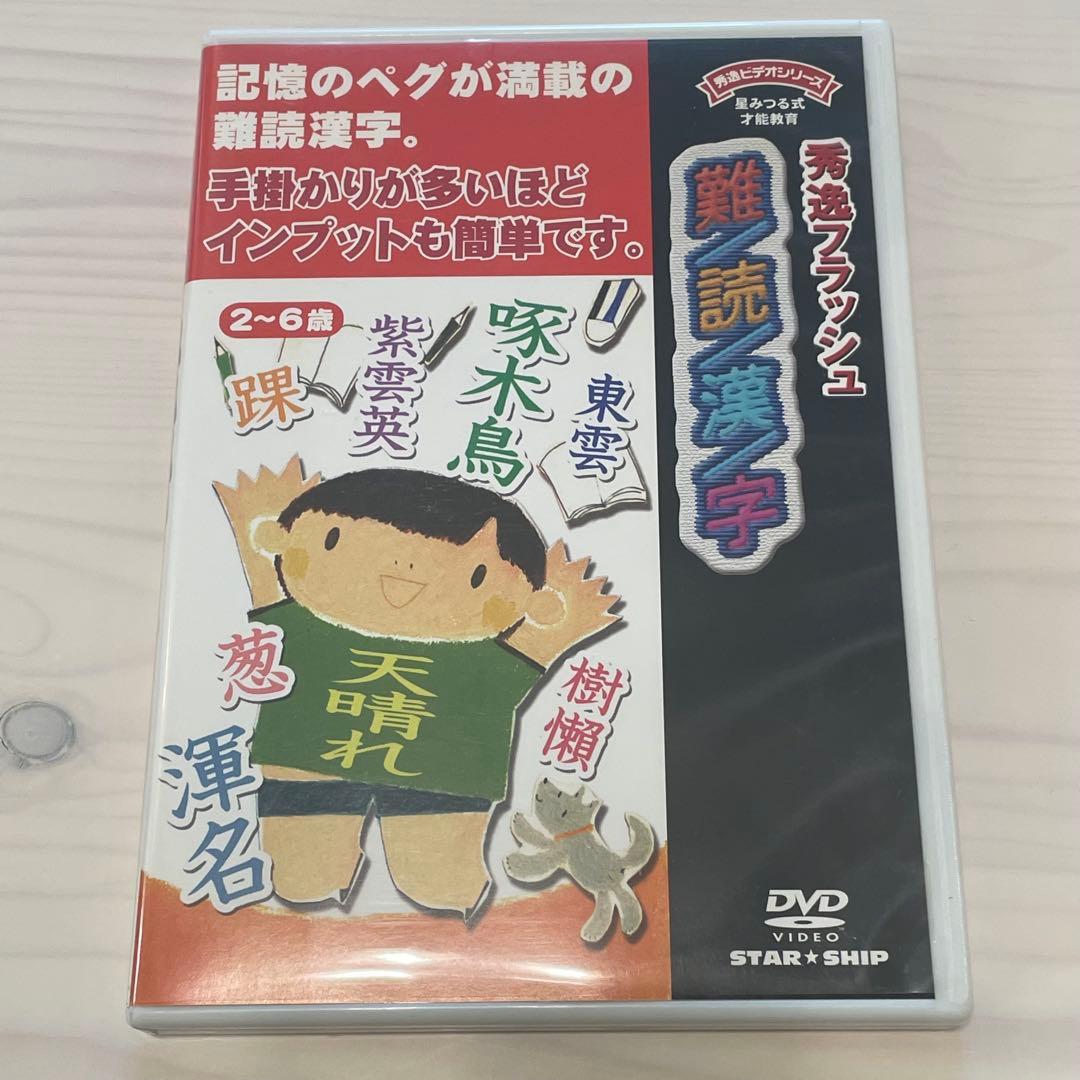 記憶のペグが満載の
難読漢字。
手掛かりが多いほど
インプットも簡単です。
秀逸ビデオシリーズ
星みつる式
才能教育
秀逸フラッシュ
難読漢字
2〜6歳
啄木鳥
東雲
紫雲英
踝
葱
天晴れ
樹懶
渾名
DVD
VIDEO
STAR★SHIP